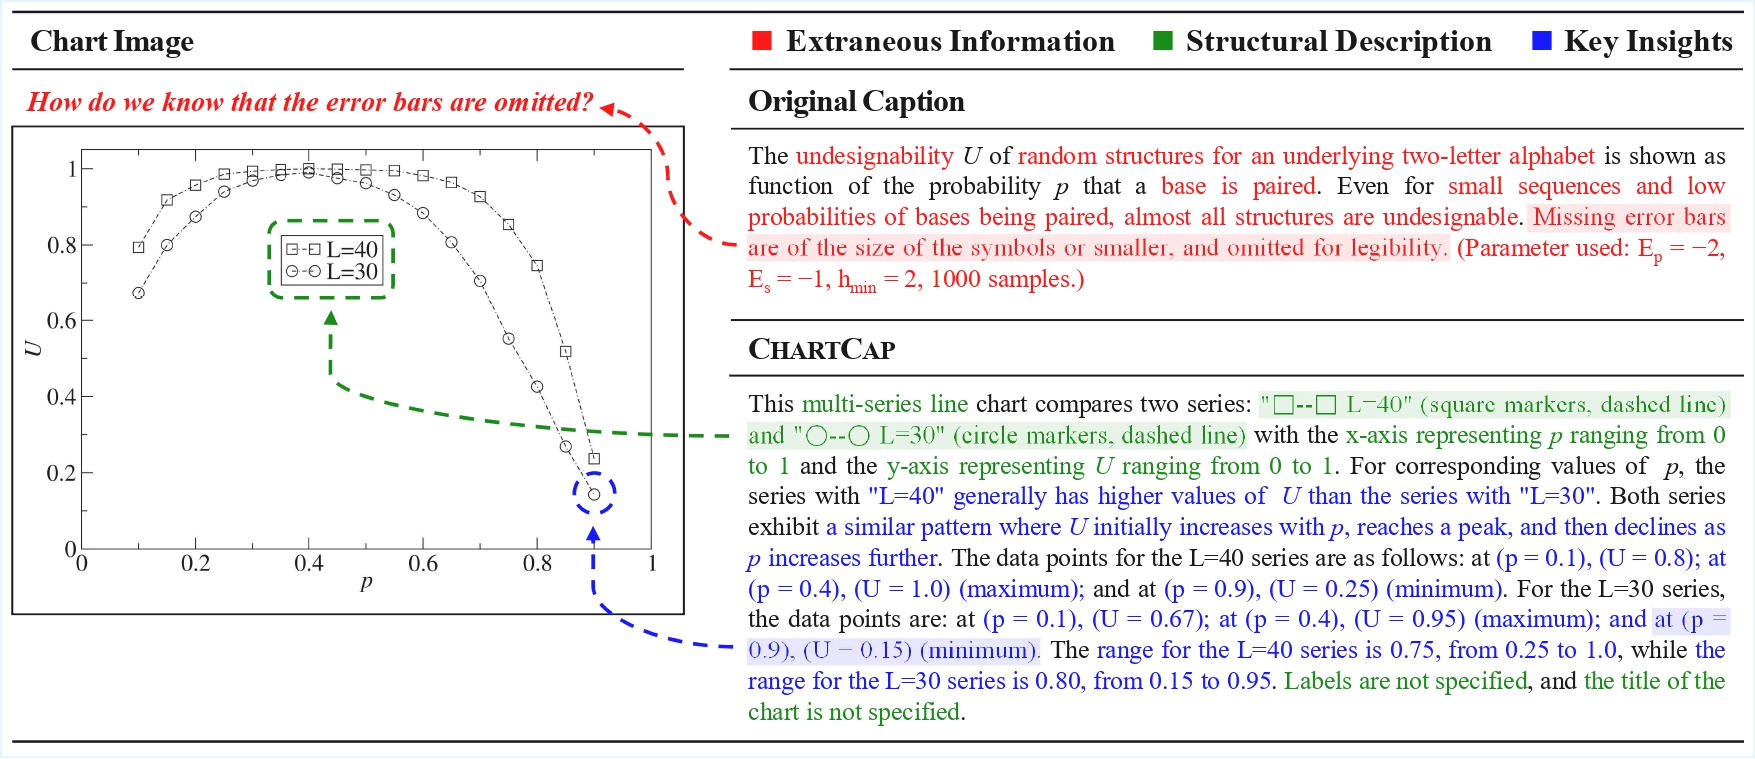 Chart Image
■ Extraneous Information ■ Structural Description ■ Key Insights
How do we know that the error bars are omitted?
1
0.8
0.6
0.4
0.2
0
U
L=40
L=30
0 0.2 0.4 0.6 0.8 1
p
Original Caption
The undesignability U of random structures for an underlying two-letter alphabet is shown as
function of the probability p that a base is paired. Even for small sequences and low
probabilities of bases being paired, almost all structures are undesignable. Missing error bars
are of the size of the symbols or smaller, and omitted for legibility. (Parameter used: Ep = −2,
Es = −1, hmin = 2, 1000 samples.)
CHARTCAP
This multi-series line chart compares two series: "□--□ L=40" (square markers, dashed line)
and "○--○ L=30" (circle markers, dashed line) with the x-axis representing p ranging from 0
to 1 and the y-axis representing U ranging from 0 to 1. For corresponding values of p, the
series with "L=40" generally has higher values of U than the series with "L=30". Both series
exhibit a similar pattern where U initially increases with p, reaches a peak, and then declines as
p increases further. The data points for the L=40 series are as follows: at (p = 0.1), (U = 0.8); at
(p = 0.4), (U = 1.0) (maximum); and at (p = 0.9), (U = 0.25) (minimum). For the L=30 series,
the data points are: at (p = 0.1), (U = 0.67); at (p = 0.4), (U = 0.95) (maximum); and at (p =
0.9), (U = 0.15) (minimum). The range for the L=40 series is 0.75, from 0.25 to 1.0, while the
range for the L=30 series is 0.80, from 0.15 to 0.95. Labels are not specified, and the title of the
chart is not specified.